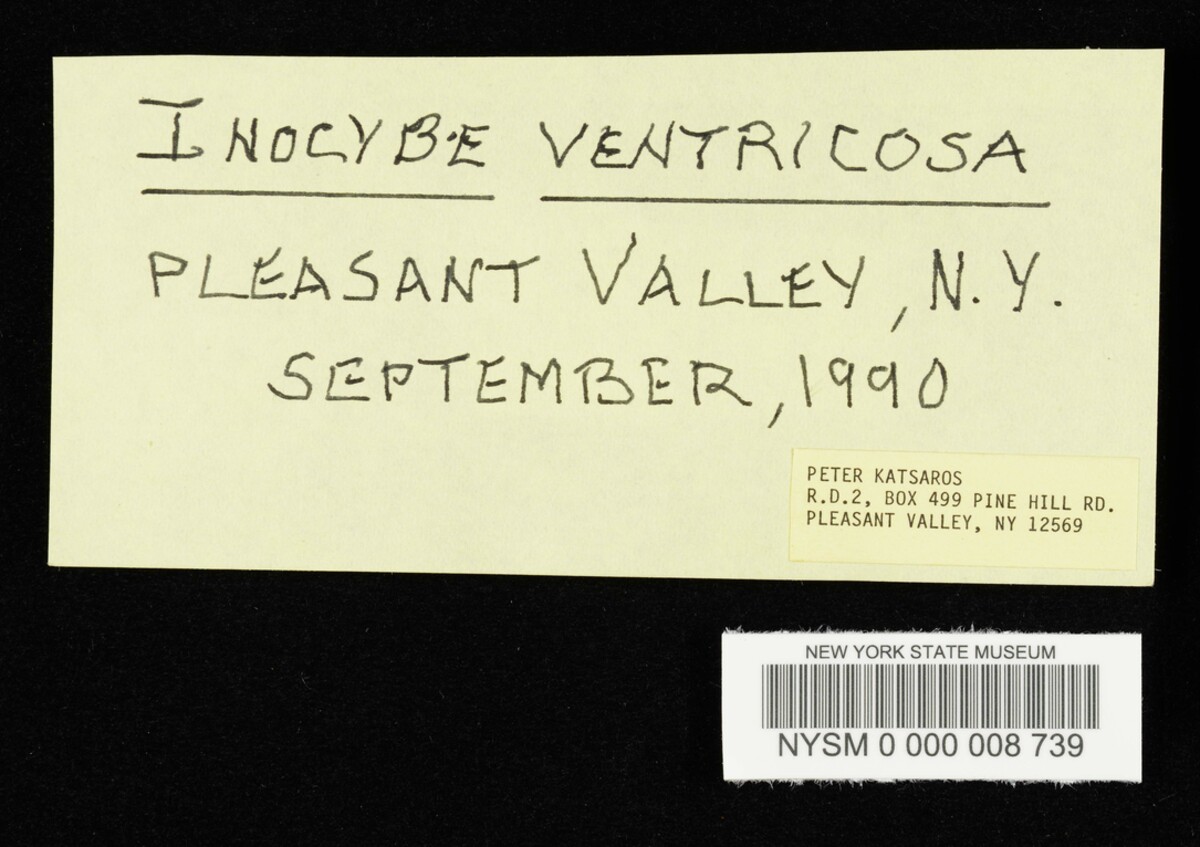 INOCYBE VENTRICOSA
PLEASANT VALLEY, N.Y.
SEPTEMBER, 1990
PETER KATSAROS
R.D.2, BOX 499 PINE HILL RD.
PLEASANT VALLEY, NY 12569
NEW YORK STATE MUSEUM
NYSM 0 000 008 739